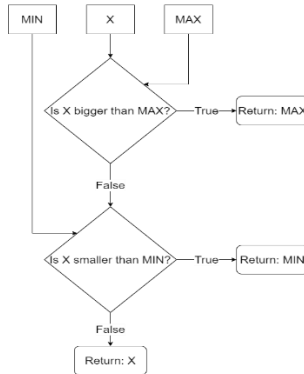 MIN
X
MAX
Is X bigger than MAX?
True
Return: MAX
False
Is X smaller than MIN?
True
Return: MIN
False
Return: X